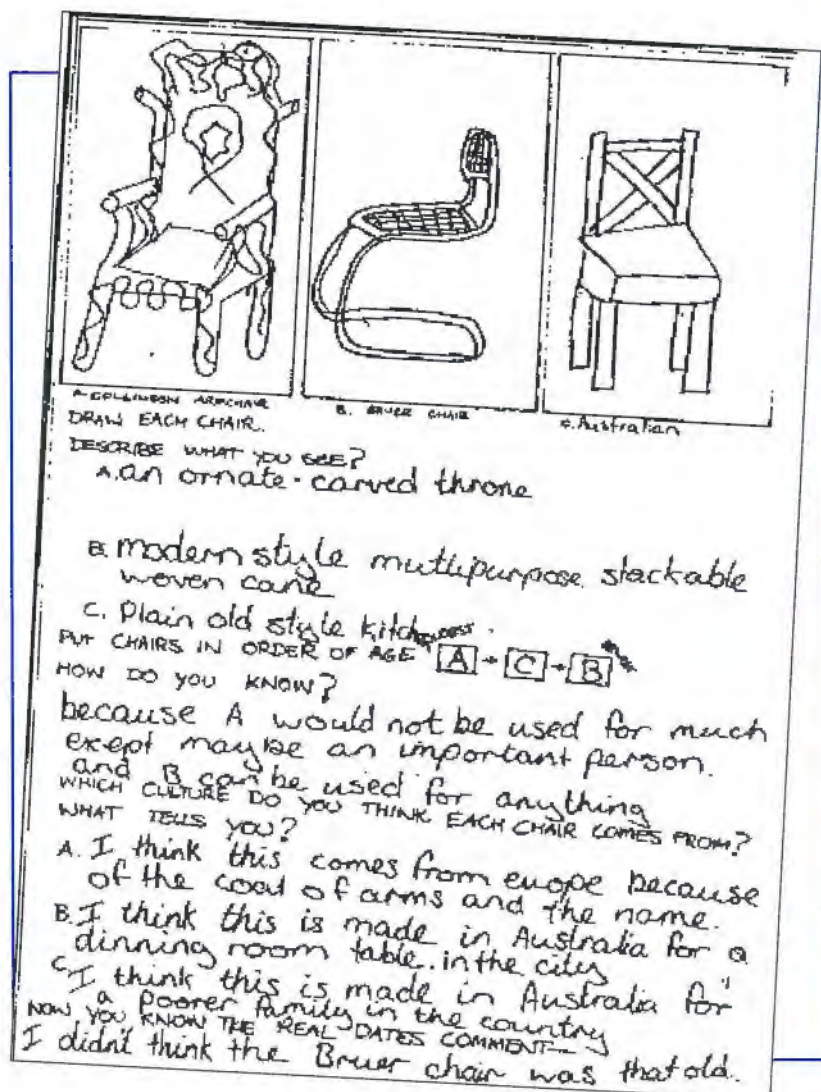 A COLLINSON ARMCHAIR
B. BRUER CHAIR
C. Australian
DRAW EACH CHAIR.
DESCRIBE WHAT YOU SEE?
A. an ornate carved throne
B. modern style mutlipurpose stackable
woven cane
C. Plain old style
PUT CHAIRS IN ORDER OF AGE A → C → B
HOW DO YOU KNOW?
because A would not be used for much
except maybe an important person.
and B can be used for anything
WHICH CULTURE DO YOU THINK EACH CHAIR COMES FROM?
WHAT TELLS YOU?
A. I think this comes from europe because
of the coat of arms and the name.
B. I think this is made in Australia for a
dinning room table. in the city
C. I think this is made in Australia for
a poorer family in the country
NOW YOU KNOW THE REAL DATES COMMENT—
I didn't think the Bruer chair was that old.